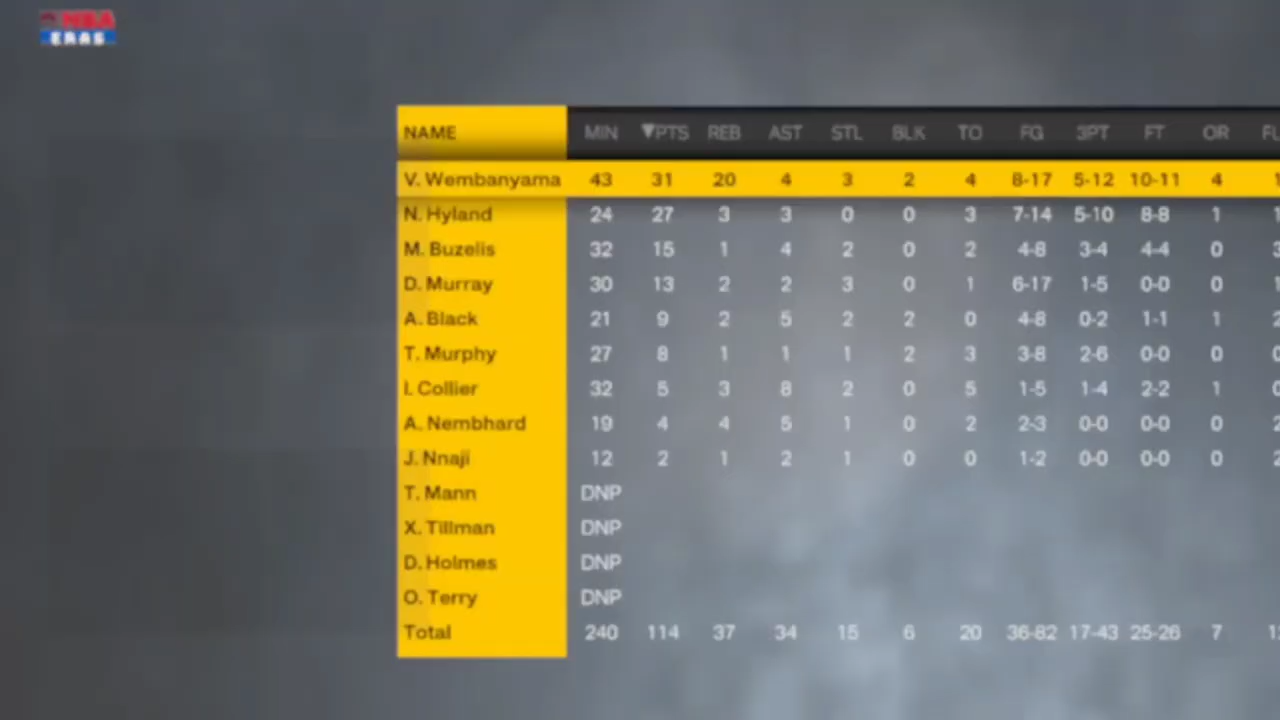 NBA
ERAS
NAME MIN ▼PTS REB AST STL BLK TO FG 3PT FT OR
V. Wembanyama 43 31 20 4 3 2 4 8-17 5-12 10-11 4
N. Hyland 24 27 3 3 0 0 3 7-14 5-10 8-8 1
M. Buzelis 32 15 1 4 2 0 2 4-8 3-4 4-4 0
D. Murray 30 13 2 2 3 0 1 6-17 1-5 0-0 0
A. Black 21 9 2 5 2 2 0 4-8 0-2 1-1 1
T. Murphy 27 8 1 1 1 2 3 3-8 2-6 0-0 0
I. Collier 32 5 3 8 2 0 5 1-5 1-4 2-2 1
A. Nembhard 19 4 4 5 1 0 2 2-3 0-0 0-0 0
J. Nnaji 12 2 1 2 1 0 0 1-2 0-0 0-0 0
T. Mann DNP
X. Tillman DNP
D. Holmes DNP
O. Terry DNP
Total 240 114 37 34 15 6 20 36-82 17-43 25-26 7